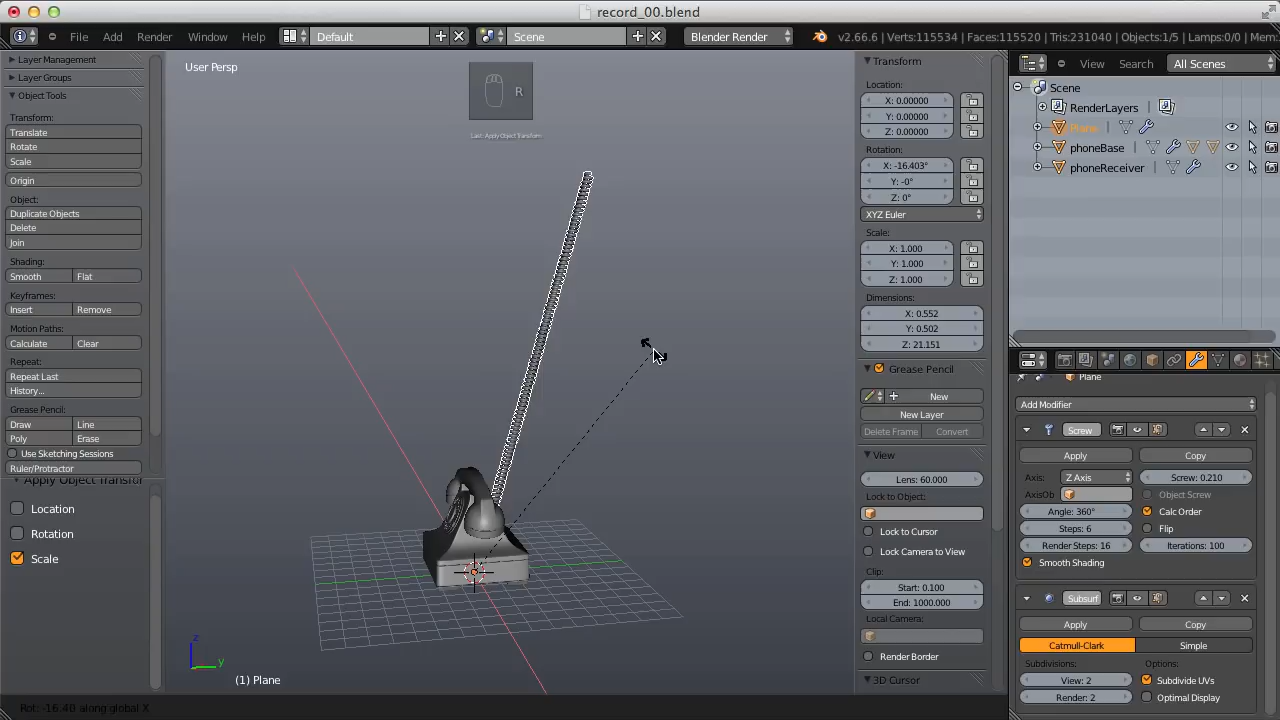 record_00.blend
File Add Render Window Help Default Scene Blender Render v2.66.6 | Verts:115534 | Faces:115520 | Tris:231040 | Objects:1/5 | Lamps:0/0 | Mem:
Layer Management
Layer Groups
Object Tools
Transform:
Translate
Rotate
Scale
Origin
Object:
Duplicate Objects
Delete
Join
Shading:
Smooth Flat
Keyframes:
Insert Remove
Motion Paths:
Calculate Clear
Repeat:
Repeat Last
History...
Grease Pencil:
Draw Line
Poly Erase
Use Sketching Sessions
Ruler/Protractor
Apply Object Transfor
Location
Rotation
Scale
User Persp
R
Last: Apply Object Transform
z
y
(1) Plane
Rot: -16.40 along global X
Transform
Location:
X: 0.00000
Y: 0.00000
Z: 0.00000
Rotation:
X: -16.403°
Y: -0°
Z: 0°
XYZ Euler
Scale:
X: 1.000
Y: 1.000
Z: 1.000
Dimensions:
X: 0.552
Y: 0.502
Z: 21.151
Grease Pencil
New
New Layer
Delete Frame Convert
View
Lens: 60.000
Lock to Object:
Lock to Cursor
Lock Camera to View
Clip:
Start: 0.100
End: 1000.000
Local Camera:
Render Border
3D Cursor
View Search All Scenes
Scene
RenderLayers
Plane
phoneBase
phoneReceiver
Plane
Add Modifier
Screw
Apply Copy
Axis: Z Axis Screw: 0.210
AxisOb Object Screw
Angle: 360° Calc Order
Steps: 6 Flip
Render Steps: 16 Iterations: 100
Smooth Shading
Subsurf
Apply Copy
Catmull-Clark Simple
Subdivisions: Options:
View: 2 Subdivide UVs
Render: 2 Optimal Display